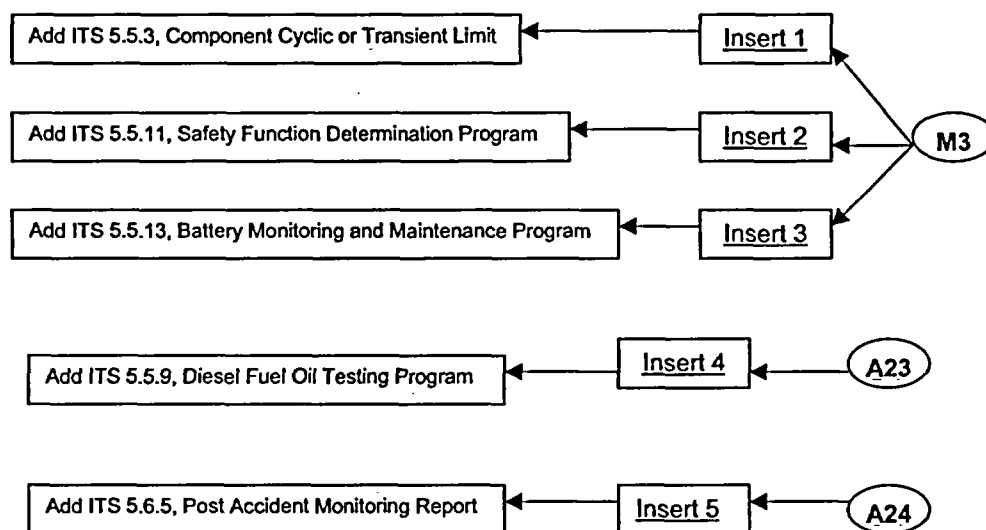 Add ITS 5.5.3, Component Cyclic or Transient Limit
Insert 1
Add ITS 5.5.11, Safety Function Determination Program
Insert 2
M3
Add ITS 5.5.13, Battery Monitoring and Maintenance Program
Insert 3
Add ITS 5.5.9, Diesel Fuel Oil Testing Program
Insert 4
A23
Add ITS 5.6.5, Post Accident Monitoring Report
Insert 5
A24